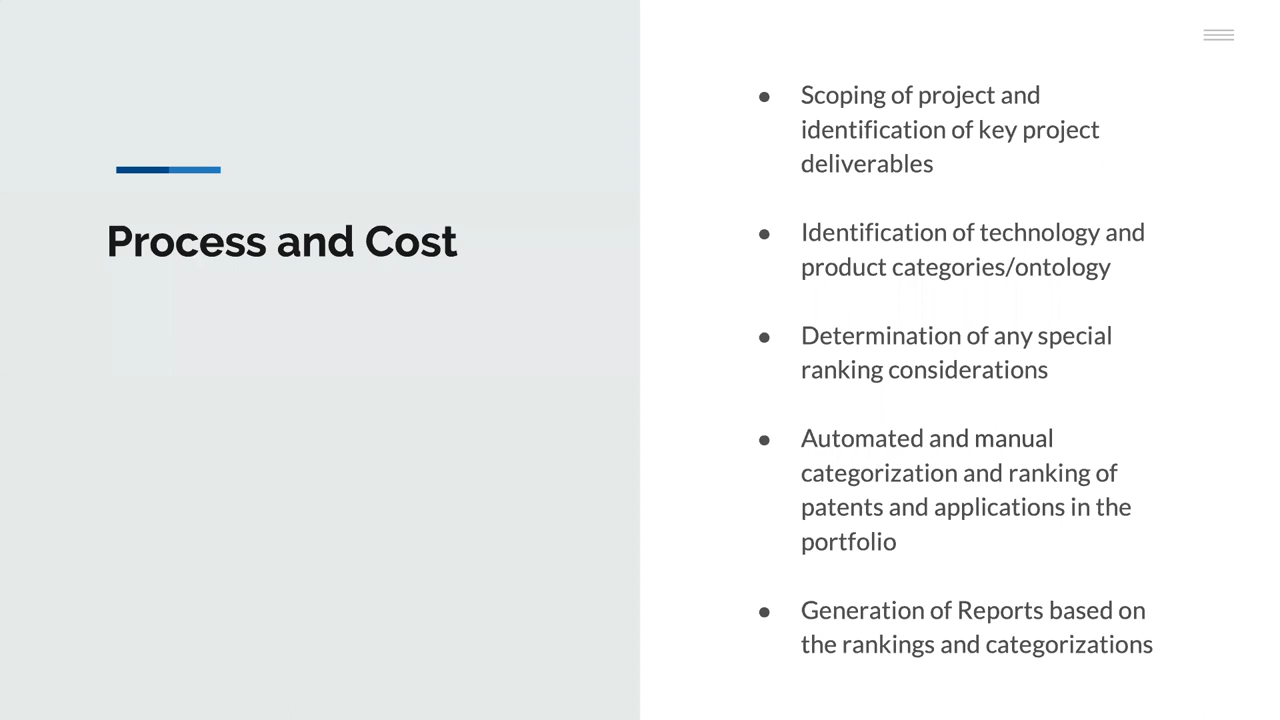 Process and Cost
● Scoping of project and
identification of key project
deliverables
● Identification of technology and
product categories/ontology
● Determination of any special
ranking considerations
● Automated and manual
categorization and ranking of
patents and applications in the
portfolio
● Generation of Reports based on
the rankings and categorizations